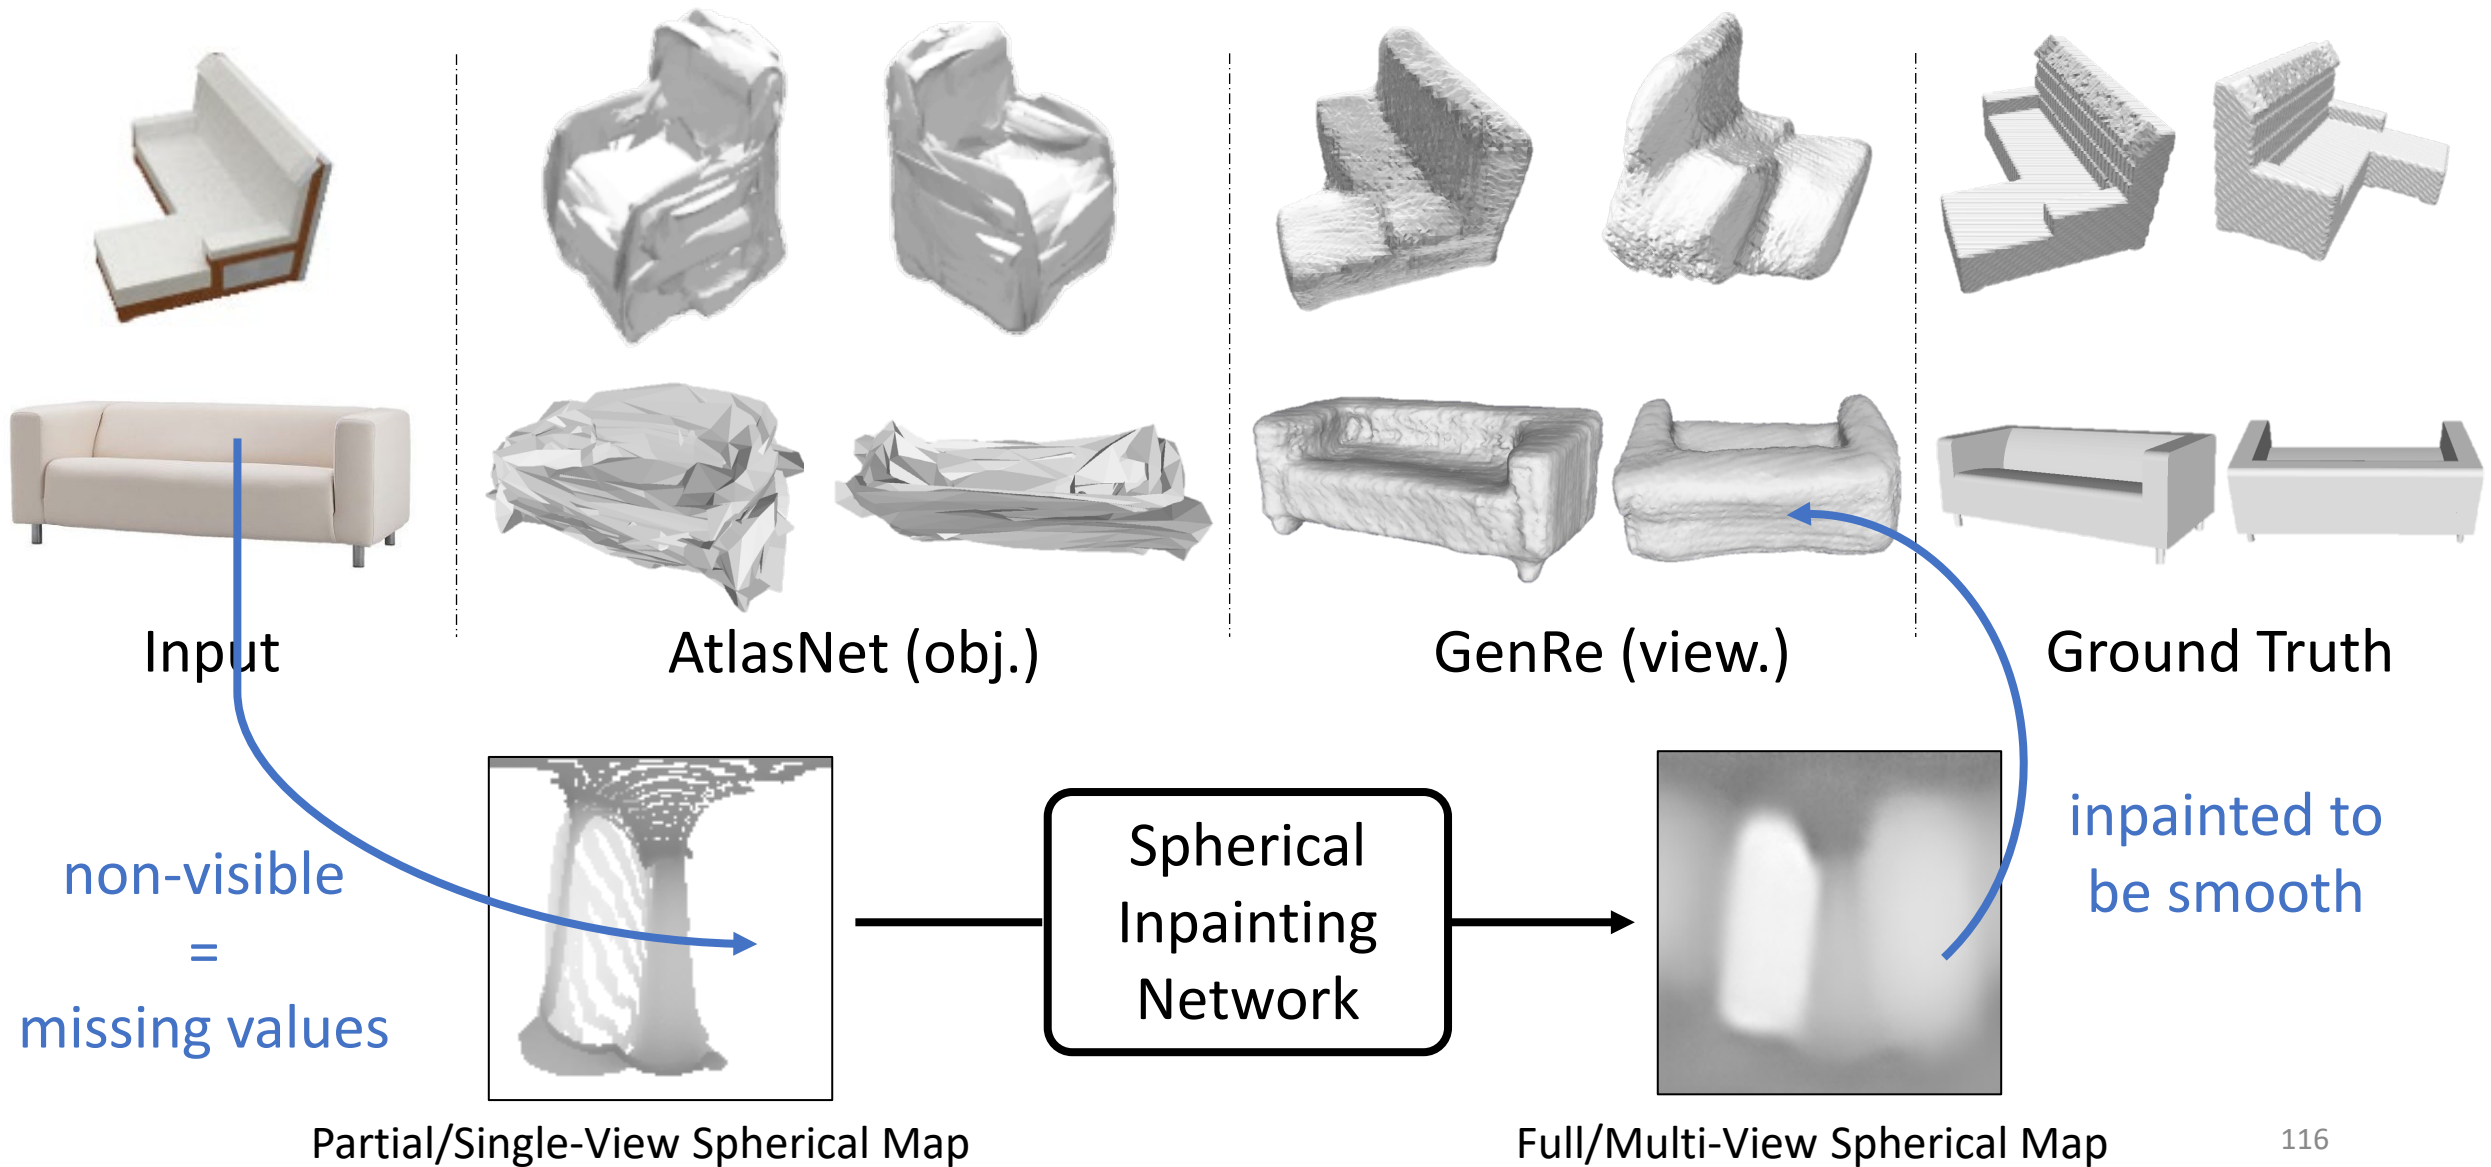 Input
AtlasNet (obj.)
GenRe (view.)
Ground Truth
non-visible
=
missing values
Spherical
Inpainting
Network
inpainted to
be smooth
Partial/Single-View Spherical Map
Full/Multi-View Spherical Map
116